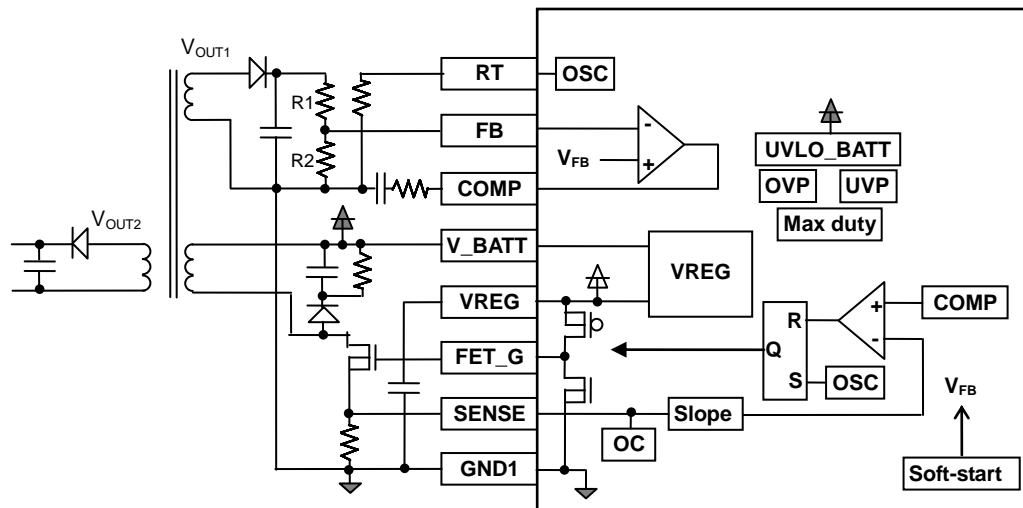 VOUT1
R1
R2
VOUT2
RT
FB
COMP
V_BATT
VREG
FET_G
SENSE
GND1
OSC
-
VFB
+
UVLO_BATT
OVP
UVP
Max duty
VREG
+
-
COMP
R
Q
S
OSC
VFB
OC
Slope
Soft-start